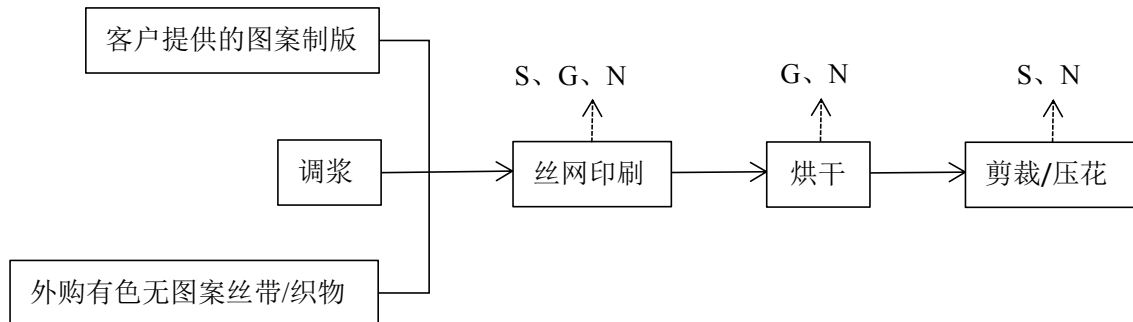 客户提供的图案制版
S、G、N
G、N
S、N
调浆
丝网印刷
烘干
剪裁/压花
外购有色无图案丝带/织物